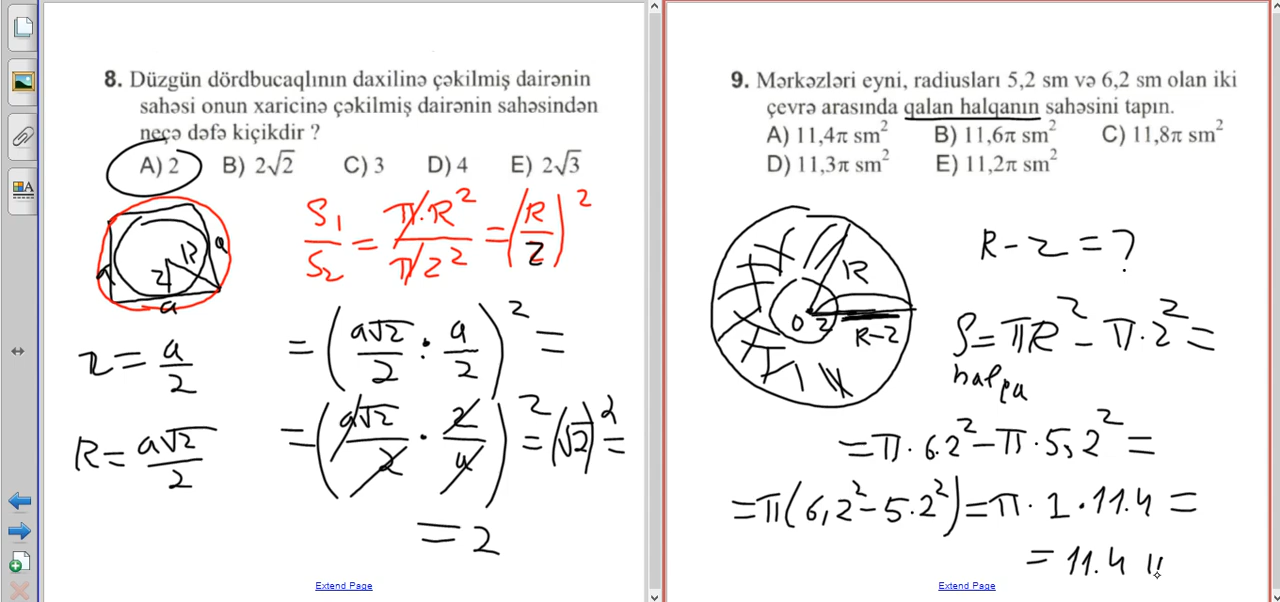 8. Düzgün dördbucaqlının daxilinə çəkilmiş dairənin
sahəsi onun xaricinə çəkilmiş dairənin sahəsindən
neçə dəfə kiçikdir ?
A) 2 B) 2√2 C) 3 D) 4 E) 2√3
a
R
r
a
a
S₁/S₂ = π·R²/πr² = (R/r)²
r = a/2
= (a√2/2 : a/2)² =
R = a√2/2
= (a√2/2 · 2/a)² = (√2)² =
= 2
Extend Page
9. Mərkəzləri eyni, radiusları 5,2 sm və 6,2 sm olan iki
çevrə arasında qalan halqanın sahəsini tapın.
A) 11,4π sm² B) 11,6π sm² C) 11,8π sm²
D) 11,3π sm² E) 11,2π sm²
R
O r
R-r
R - r = ?
S = πR² - π·r² =
halqa
= π·6.2² - π·5,2² =
= π(6,2² - 5.2²) = π·1·11.4 =
= 11.4
Extend Page